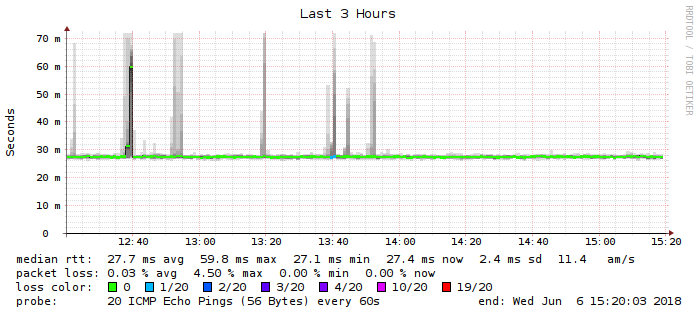 Last 3 Hours
RRDTOOL / TOBI OETIKER
Seconds
70 m
60 m
50 m
40 m
30 m
20 m
10 m
0
12:40 13:00 13:20 13:40 14:00 14:20 14:40 15:00 15:20
median rtt: 27.7 ms avg 59.8 ms max 27.1 ms min 27.4 ms now 2.4 ms sd 11.4 am/s
packet loss: 0.03 % avg 4.50 % max 0.00 % min 0.00 % now
loss color: 0 1/20 2/20 3/20 4/20 10/20 19/20
probe: 20 ICMP Echo Pings (56 Bytes) every 60s end: Wed Jun 6 15:20:03 2018